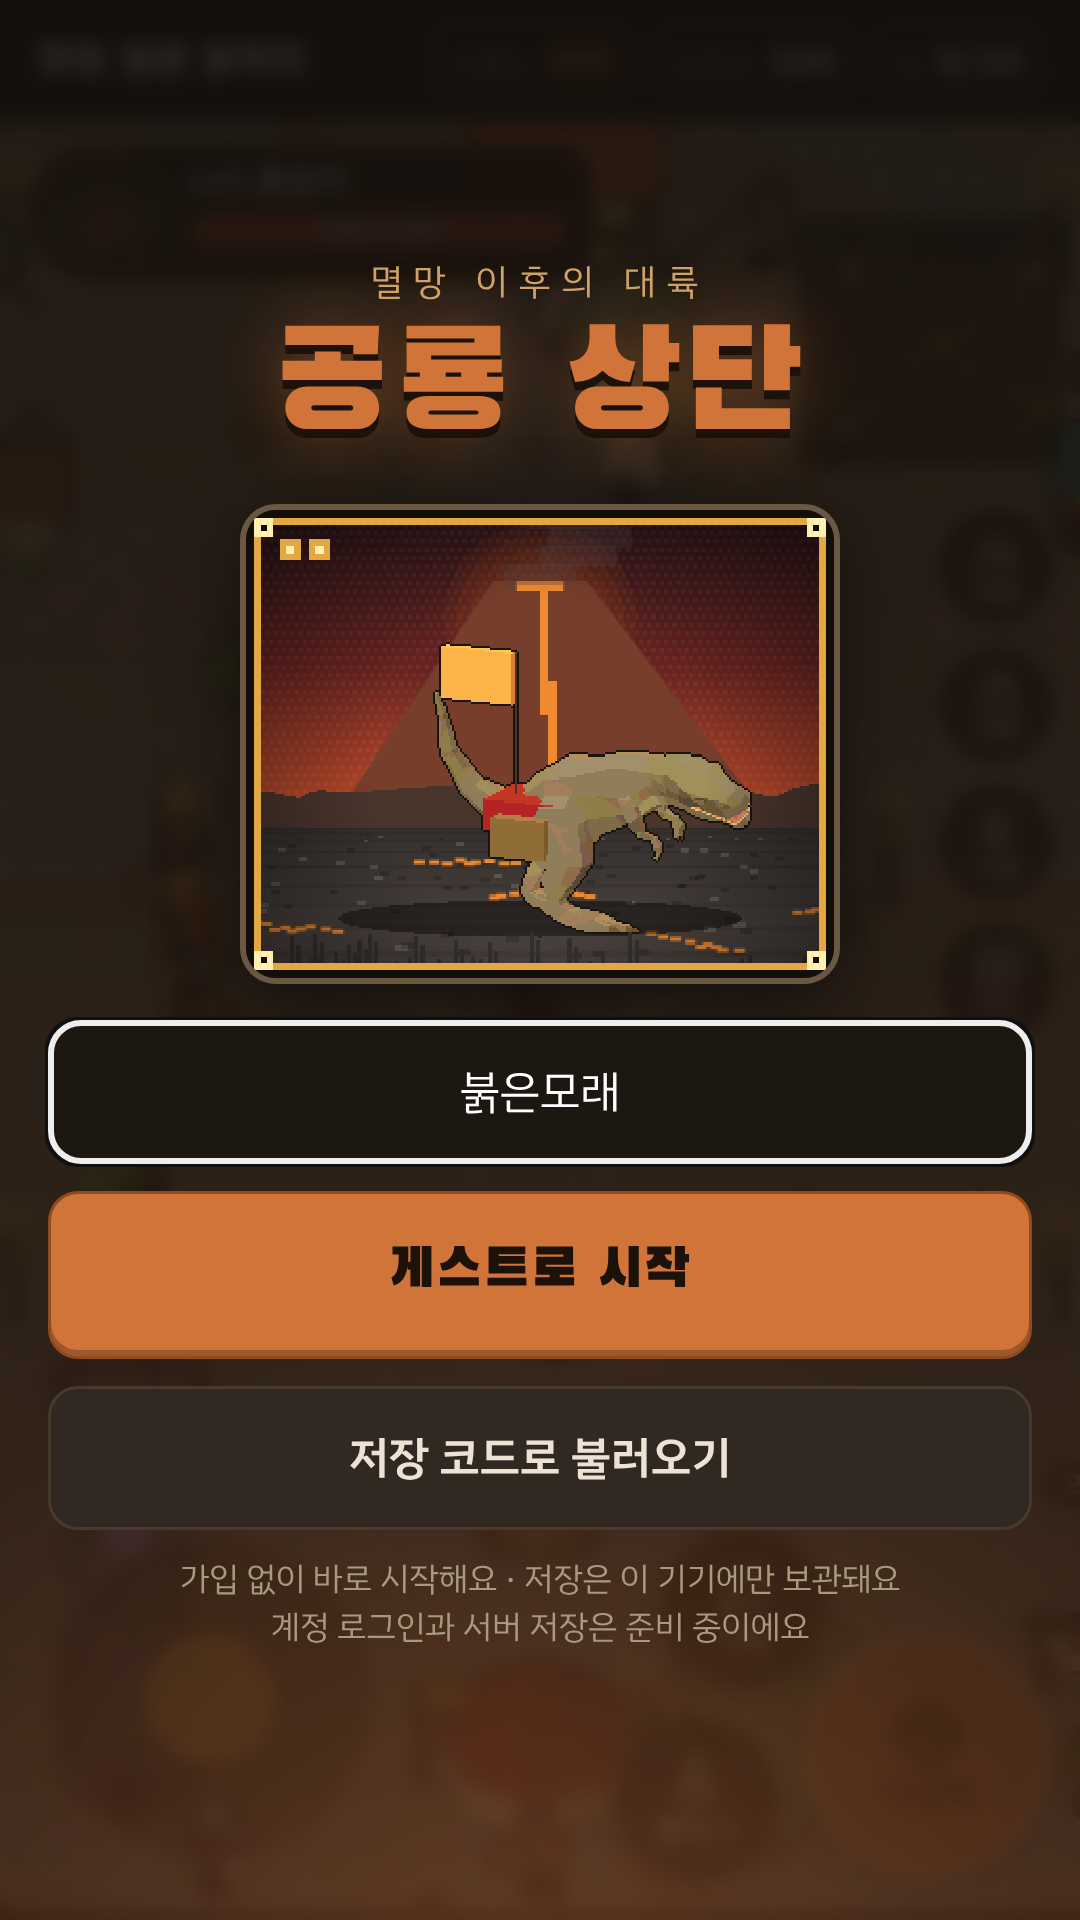 멸망 이후의 대륙
공룡 상단
붉은모래
게스트로 시작
저장 코드로 불러오기
가입 없이 바로 시작해요 · 저장은 이 기기에만 보관돼요
계정 로그인과 서버 저장은 준비 중이에요